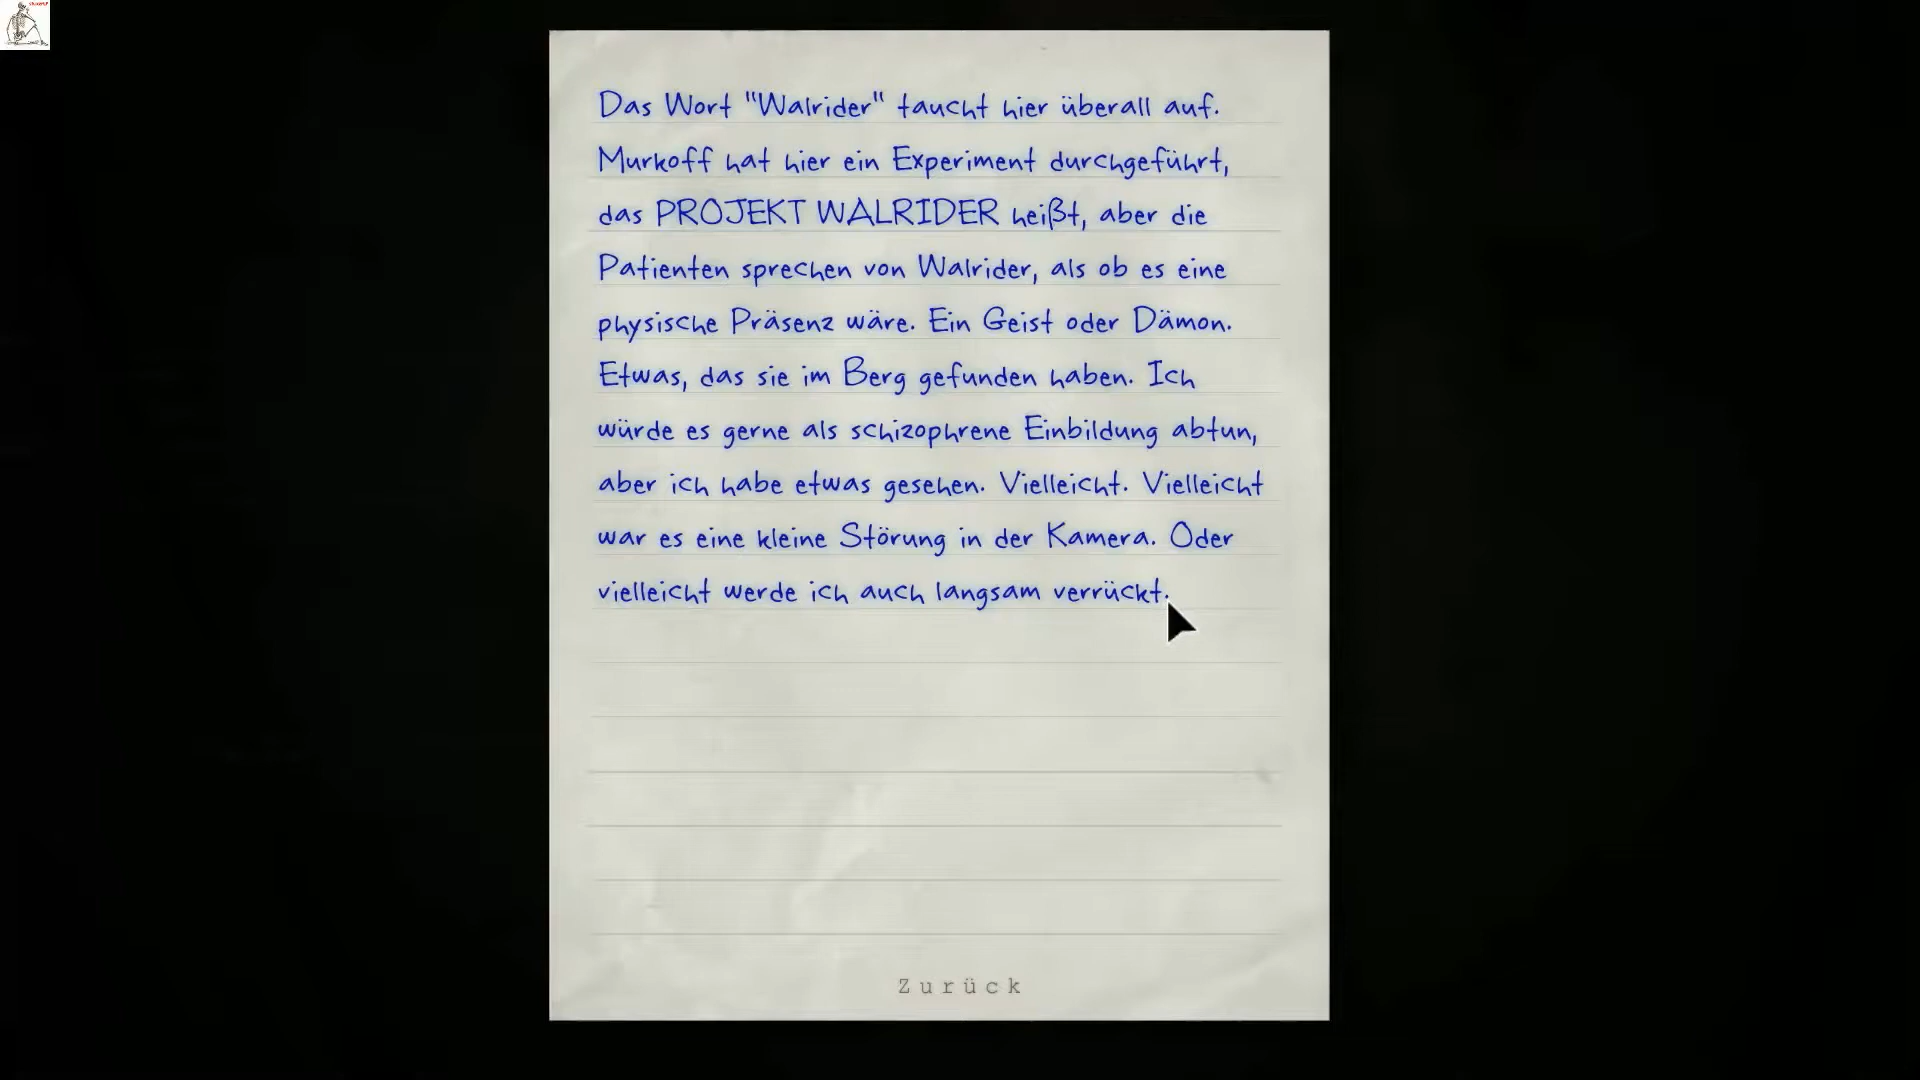 Das Wort "Walrider" taucht hier überall auf.
Murkoff hat hier ein Experiment durchgeführt,
das PROJEKT WALRIDER heißt, aber die
Patienten sprechen von Walrider, als ob es eine
physische Präsenz wäre. Ein Geist oder Dämon.
Etwas, das sie im Berg gefunden haben. Ich
würde es gerne als schizophrene Einbildung abtun,
aber ich habe etwas gesehen. Vielleicht. Vielleicht
war es eine kleine Störung in der Kamera. Oder
vielleicht werde ich auch langsam verrückt.
Zurück